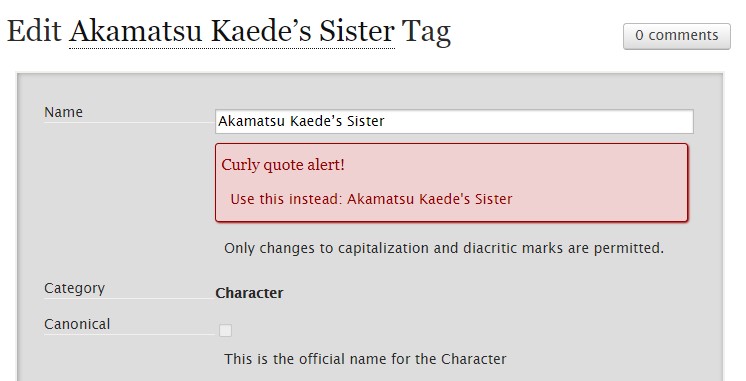 Edit Akamatsu Kaede’s Sister Tag
0 comments
Name
Akamatsu Kaede’s Sister
Curly quote alert!
Use this instead: Akamatsu Kaede's Sister
Only changes to capitalization and diacritic marks are permitted.
Category
Character
Canonical
This is the official name for the Character